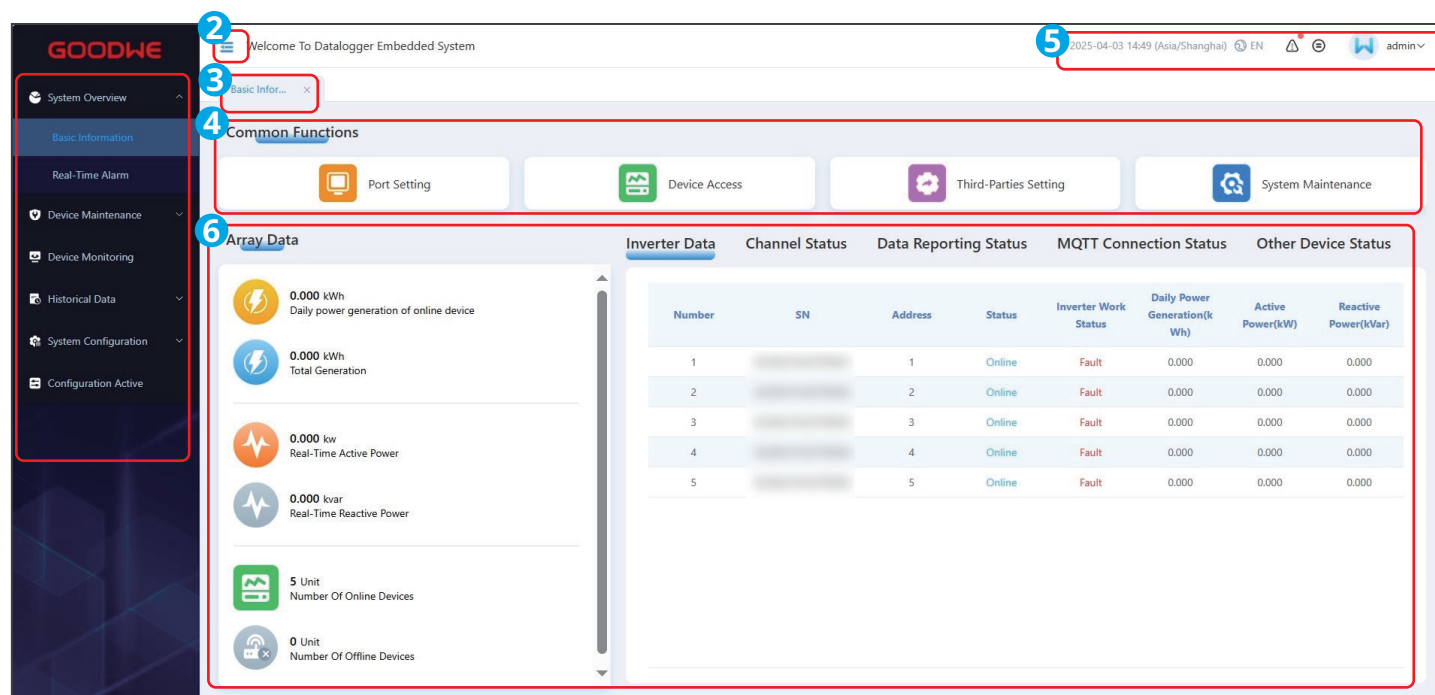 GOODWE
2
Welcome To Datalogger Embedded System
5
2025-04-03 14:49 (Asia/Shanghai) EN
admin
System Overview
Basic Information
Real-Time Alarm
Device Maintenance
Device Monitoring
Historical Data
System Configuration
Configuration Active
3
Basic Infor... ×
4
Common Functions
Port Setting
Device Access
Third-Parties Setting
System Maintenance
6
Array Data
0.000 kWh
Daily power generation of online device
0.000 kWh
Total Generation
0.000 kw
Real-Time Active Power
0.000 kvar
Real-Time Reactive Power
5 Unit
Number Of Online Devices
0 Unit
Number Of Offline Devices
Inverter Data Channel Status Data Reporting Status MQTT Connection Status Other Device Status
Number SN Address Status Inverter Work Status Daily Power Generation(kWh) Active Power(kW) Reactive Power(kVar)
1 1 Online Fault 0.000 0.000 0.000
2 2 Online Fault 0.000 0.000 0.000
3 3 Online Fault 0.000 0.000 0.000
4 4 Online Fault 0.000 0.000 0.000
5 5 Online Fault 0.000 0.000 0.000